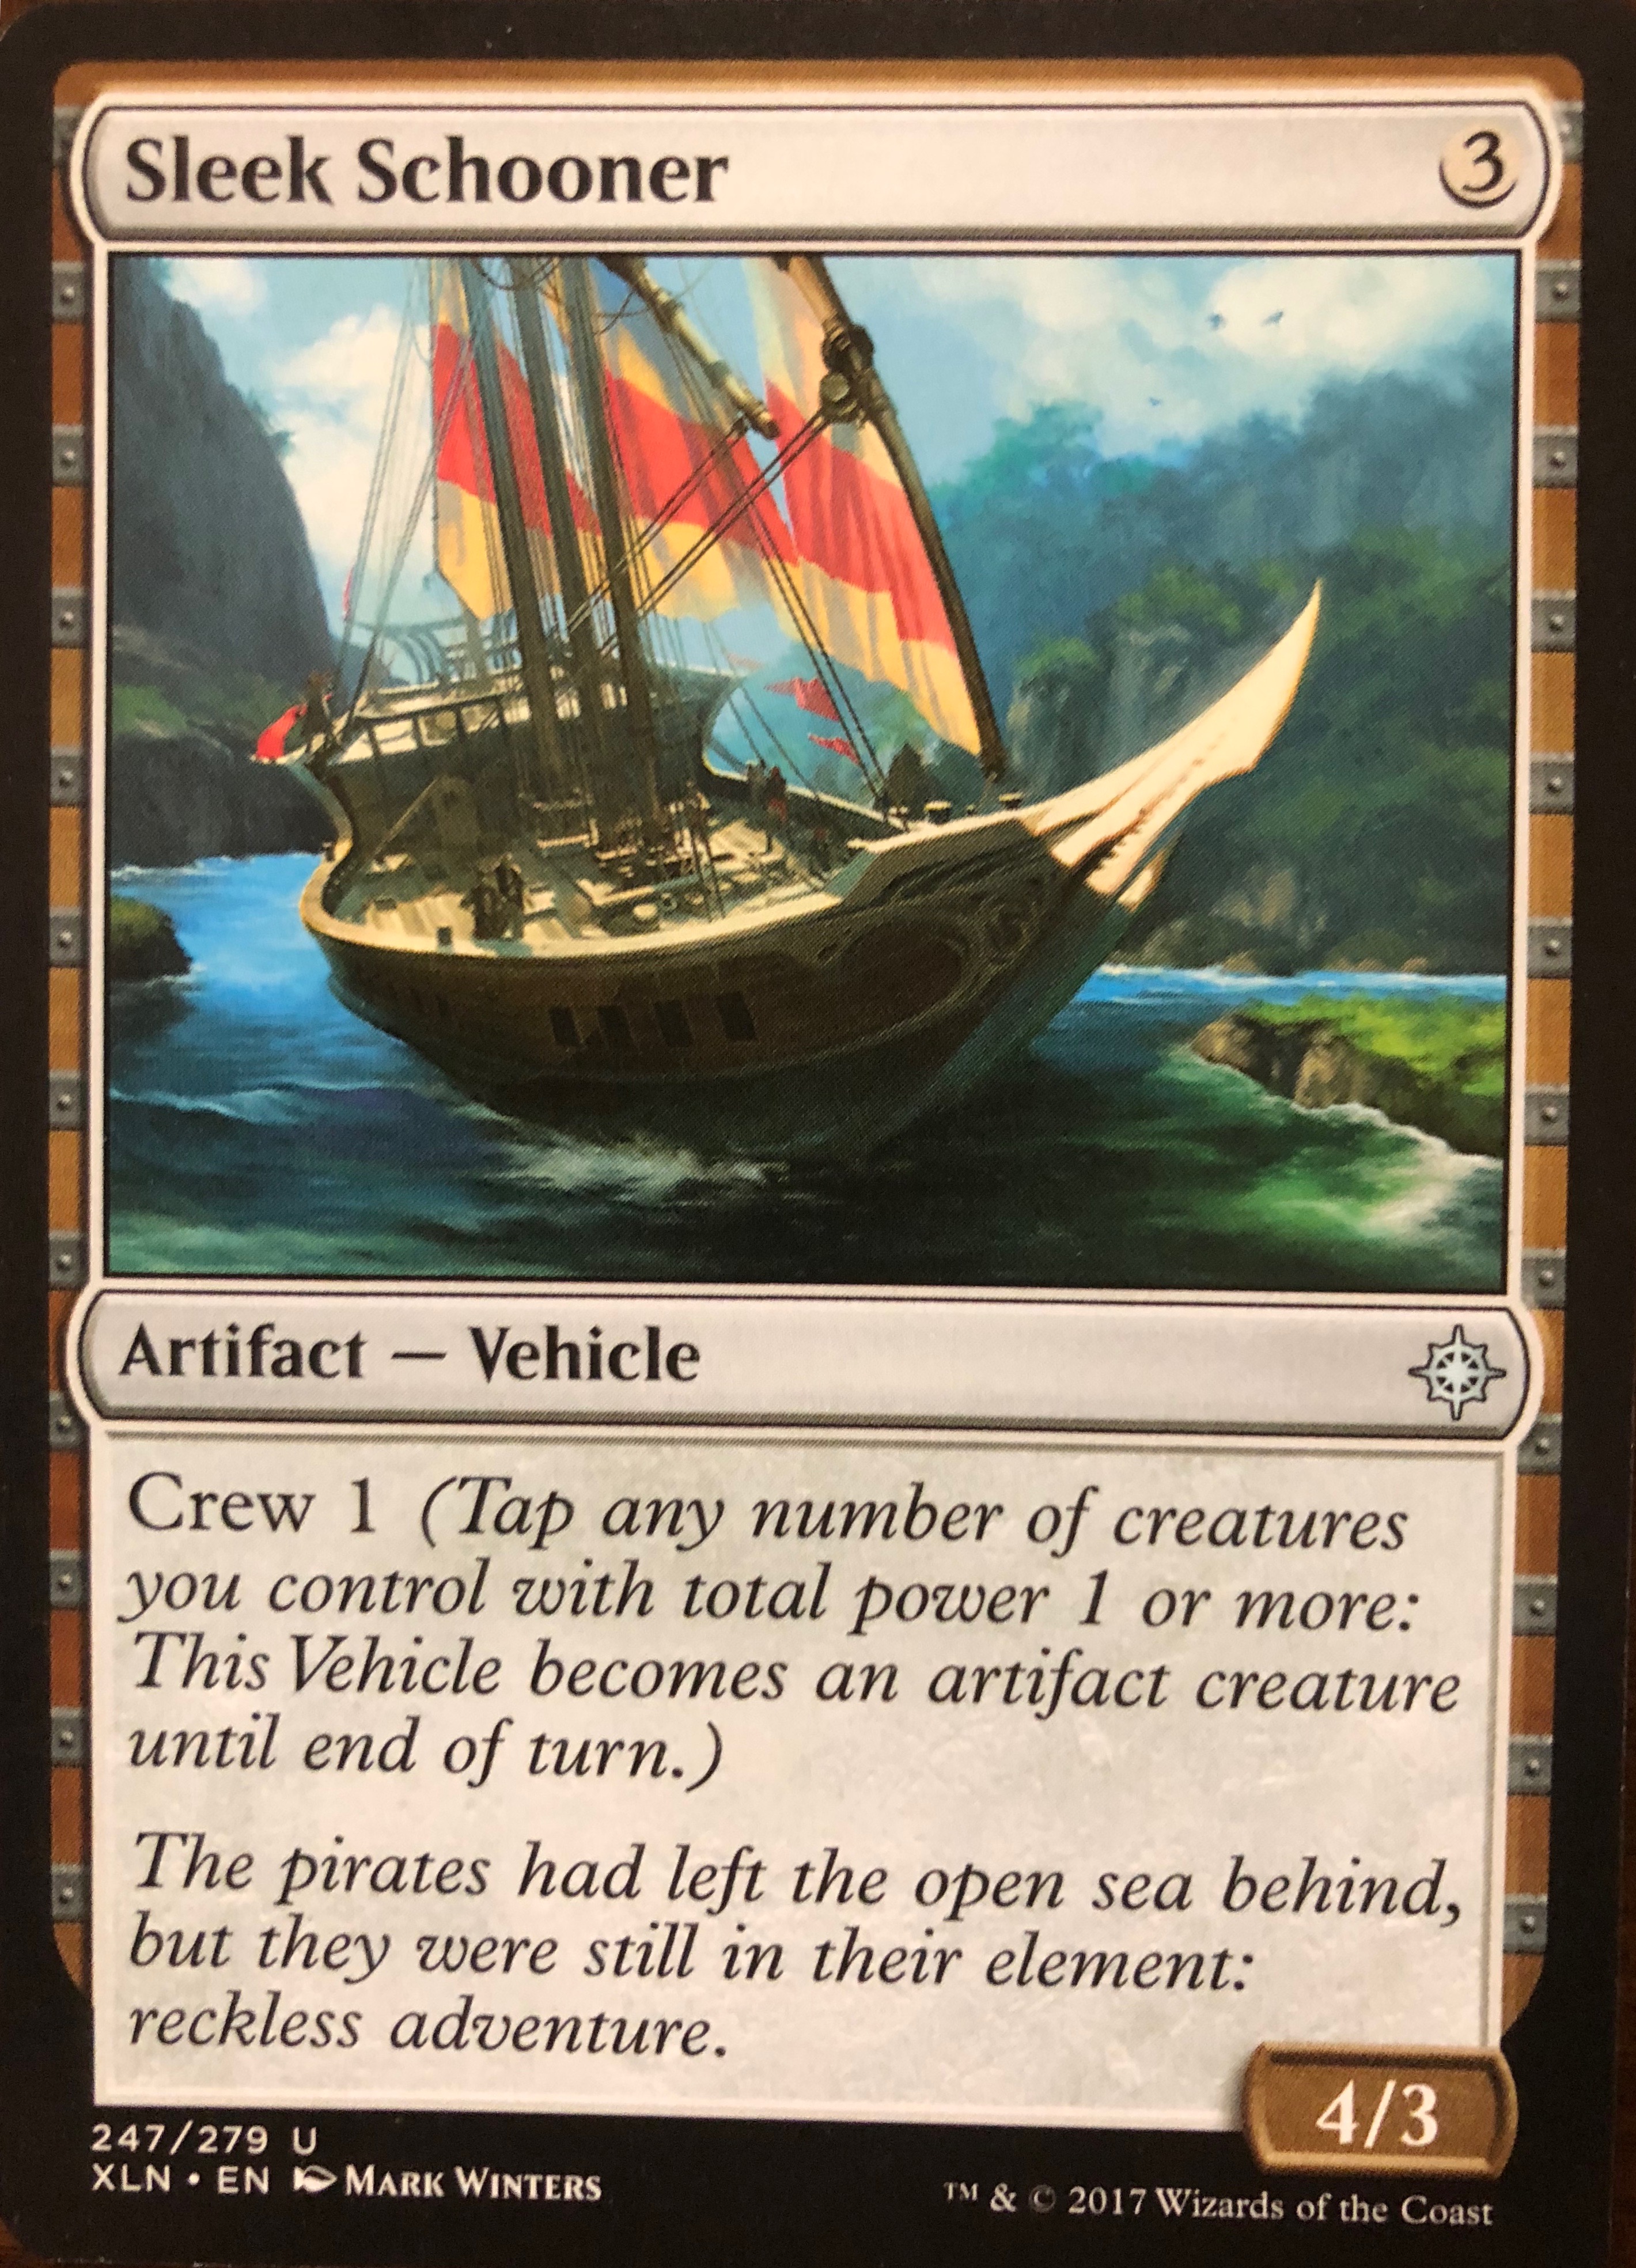 Sleek Schooner 3
Artifact — Vehicle
Crew 1 (Tap any number of creatures
you control with total power 1 or more:
This Vehicle becomes an artifact creature
until end of turn.)
The pirates had left the open sea behind,
but they were still in their element:
reckless adventure.
4/3
247/279 U
XLN • EN MARK WINTERS
™ & © 2017 Wizards of the Coast